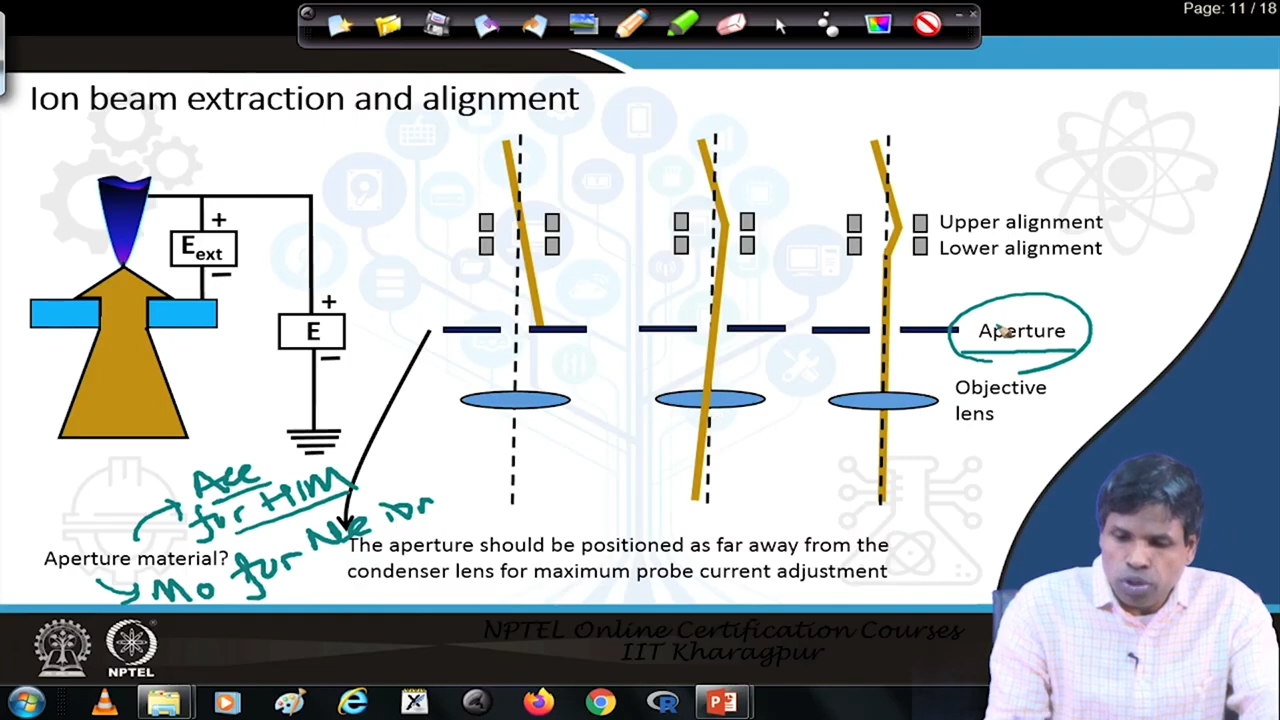 Page: 11 / 18
Ion beam extraction and alignment
+
Eext
−
+
E
−
Upper alignment
Lower alignment
Aperture
Objective
lens
for HIM
Aperture material?
Mo for Ne ion
The aperture should be positioned as far away from the
condenser lens for maximum probe current adjustment
NPTEL Online Certification Courses
IIT Kharagpur
NPTEL